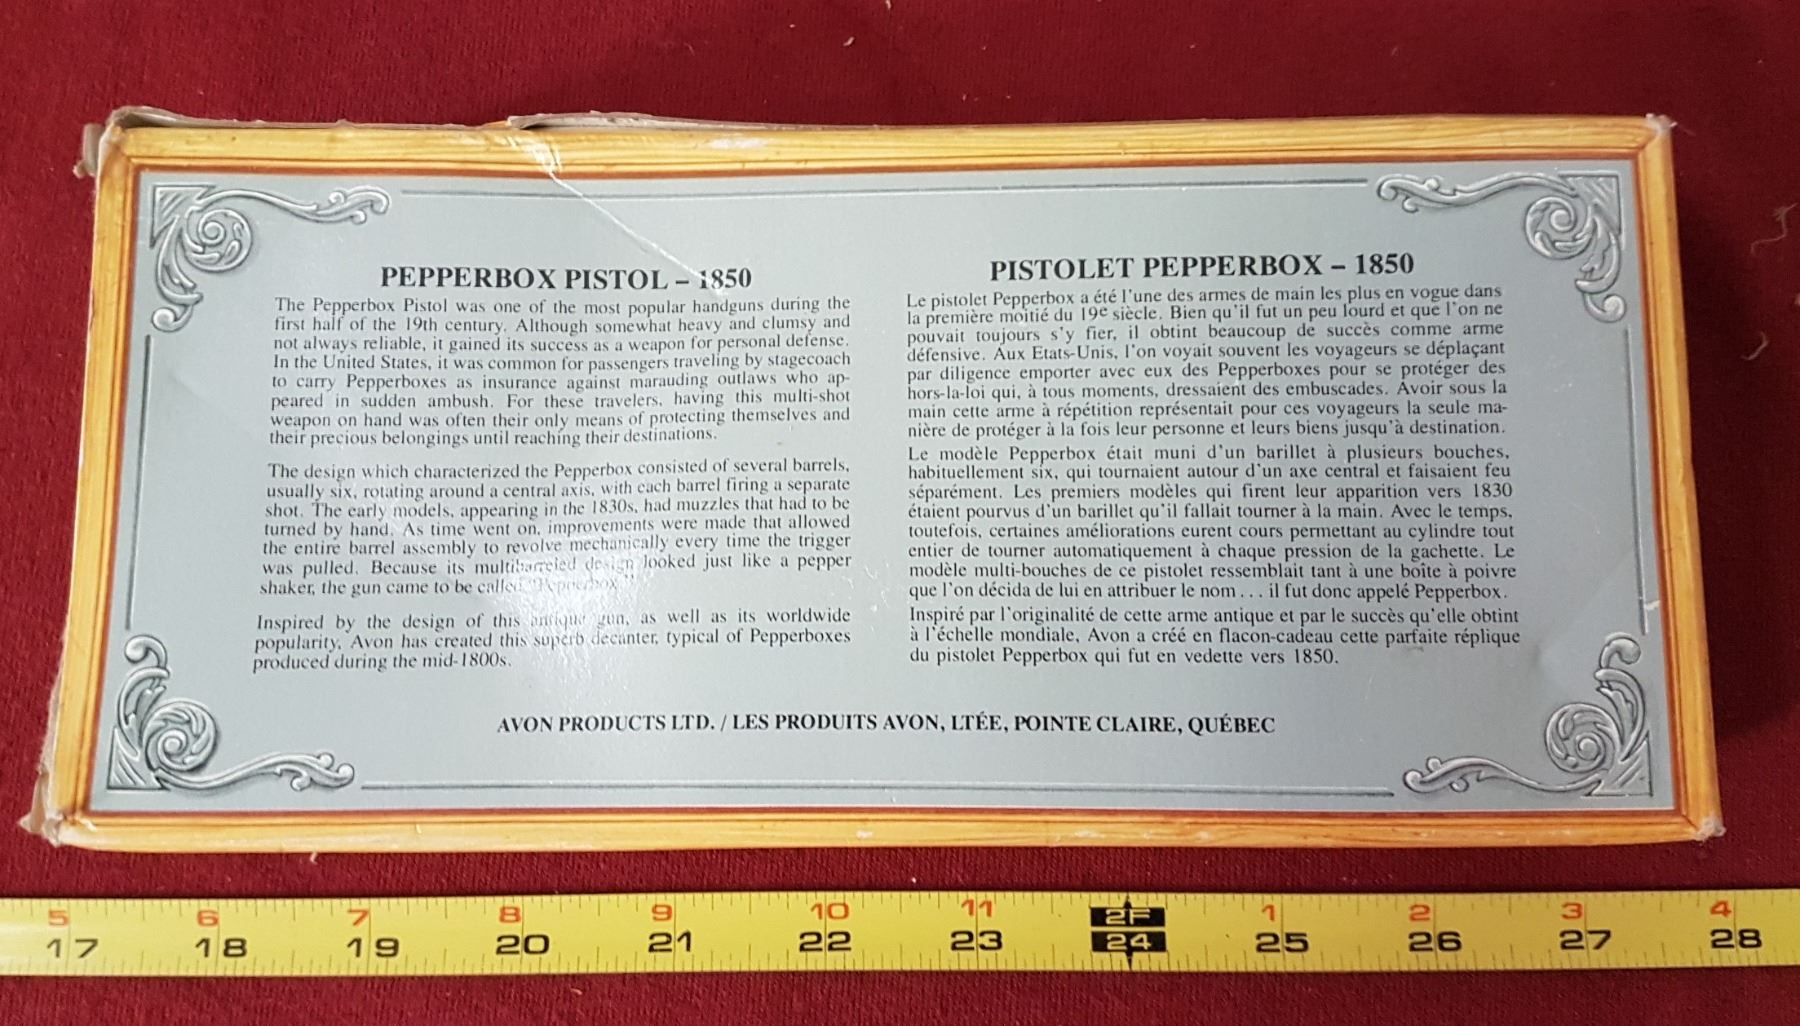 PEPPERBOX PISTOL – 1850
The Pepperbox Pistol was one of the most popular handguns during the
first half of the 19th century. Although somewhat heavy and clumsy and
not always reliable, it gained its success as a weapon for personal defense.
In the United States, it was common for passengers traveling by stagecoach
to carry Pepperboxes as insurance against marauding outlaws who ap-
peared in sudden ambush. For these travelers, having this multi-shot
weapon on hand was often their only means of protecting themselves and
their precious belongings until reaching their destinations.
The design which characterized the Pepperbox consisted of several barrels,
usually six, rotating around a central axis, with each barrel firing a separate
shot. The early models, appearing in the 1830s, had muzzles that had to be
turned by hand. As time went on, improvements were made that allowed
the entire barrel assembly to revolve mechanically every time the trigger
was pulled. Because its multibarreled design looked just like a pepper
shaker, the gun came to be called "Pepperbox."
Inspired by the design of this antique gun, as well as its worldwide
popularity, Avon has created this superb decanter, typical of Pepperboxes
produced during the mid-1800s.
PISTOLET PEPPERBOX – 1850
Le pistolet Pepperbox a été l'une des armes de main les plus en vogue dans
la première moitié du 19e siècle. Bien qu'il fut un peu lourd et que l'on ne
pouvait toujours s'y fier, il obtint beaucoup de succès comme arme
défensive. Aux Etats-Unis, l'on voyait souvent les voyageurs se déplaçant
par diligence emporter avec eux des Pepperboxes pour se protéger des
hors-la-loi qui, à tous moments, dressaient des embuscades. Avoir sous la
main cette arme à répétition représentait pour ces voyageurs la seule ma-
nière de protéger à la fois leur personne et leurs biens jusqu'à destination.
Le modèle Pepperbox était muni d'un barillet à plusieurs bouches,
habituellement six, qui tournaient autour d'un axe central et faisaient feu
séparément. Les premiers modèles qui firent leur apparition vers 1830
étaient pourvus d'un barillet qu'il fallait tourner à la main. Avec le temps,
toutefois, certaines améliorations eurent cours permettant au cylindre tout
entier de tourner automatiquement à chaque pression de la gachette. Le
modèle multi-bouches de ce pistolet ressemblait tant à une boîte à poivre
que l'on décida de lui en attribuer le nom . . . il fut donc appelé Pepperbox.
Inspiré par l'originalité de cette arme antique et par le succès qu'elle obtint
à l'échelle mondiale, Avon a créé en flacon-cadeau cette parfaite réplique
du pistolet Pepperbox qui fut en vedette vers 1850.
AVON PRODUCTS LTD. / LES PRODUITS AVON, LTÉE, POINTE CLAIRE, QUÉBEC
5 6 7 8 9 10 11 2F 1 2 3 4
17 18 19 20 21 22 23 24 25 26 27 28